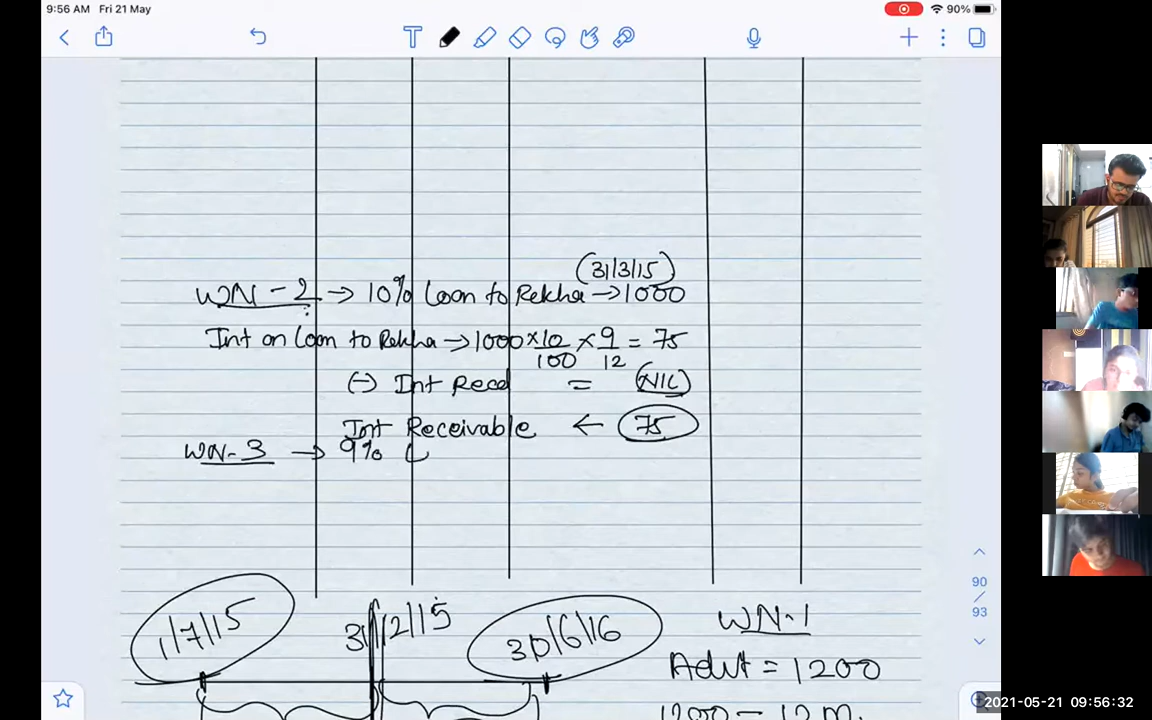 9:56 AM Fri 21 May
90%
(31/3/15)
WN-2 → 10% Loan to Rekha → 1000
Int on Loan to Rekha → 1000 × 10/100 × 9/12 = 75
(-) Int Recd = (NIL)
Int Receivable ← 75
WN-3 → 9% L
90
/
93
1/7/15 31/12/15 30/6/16
WN-1
Advt = 1200
1200 - 12 m.
2021-05-21 09:56:32